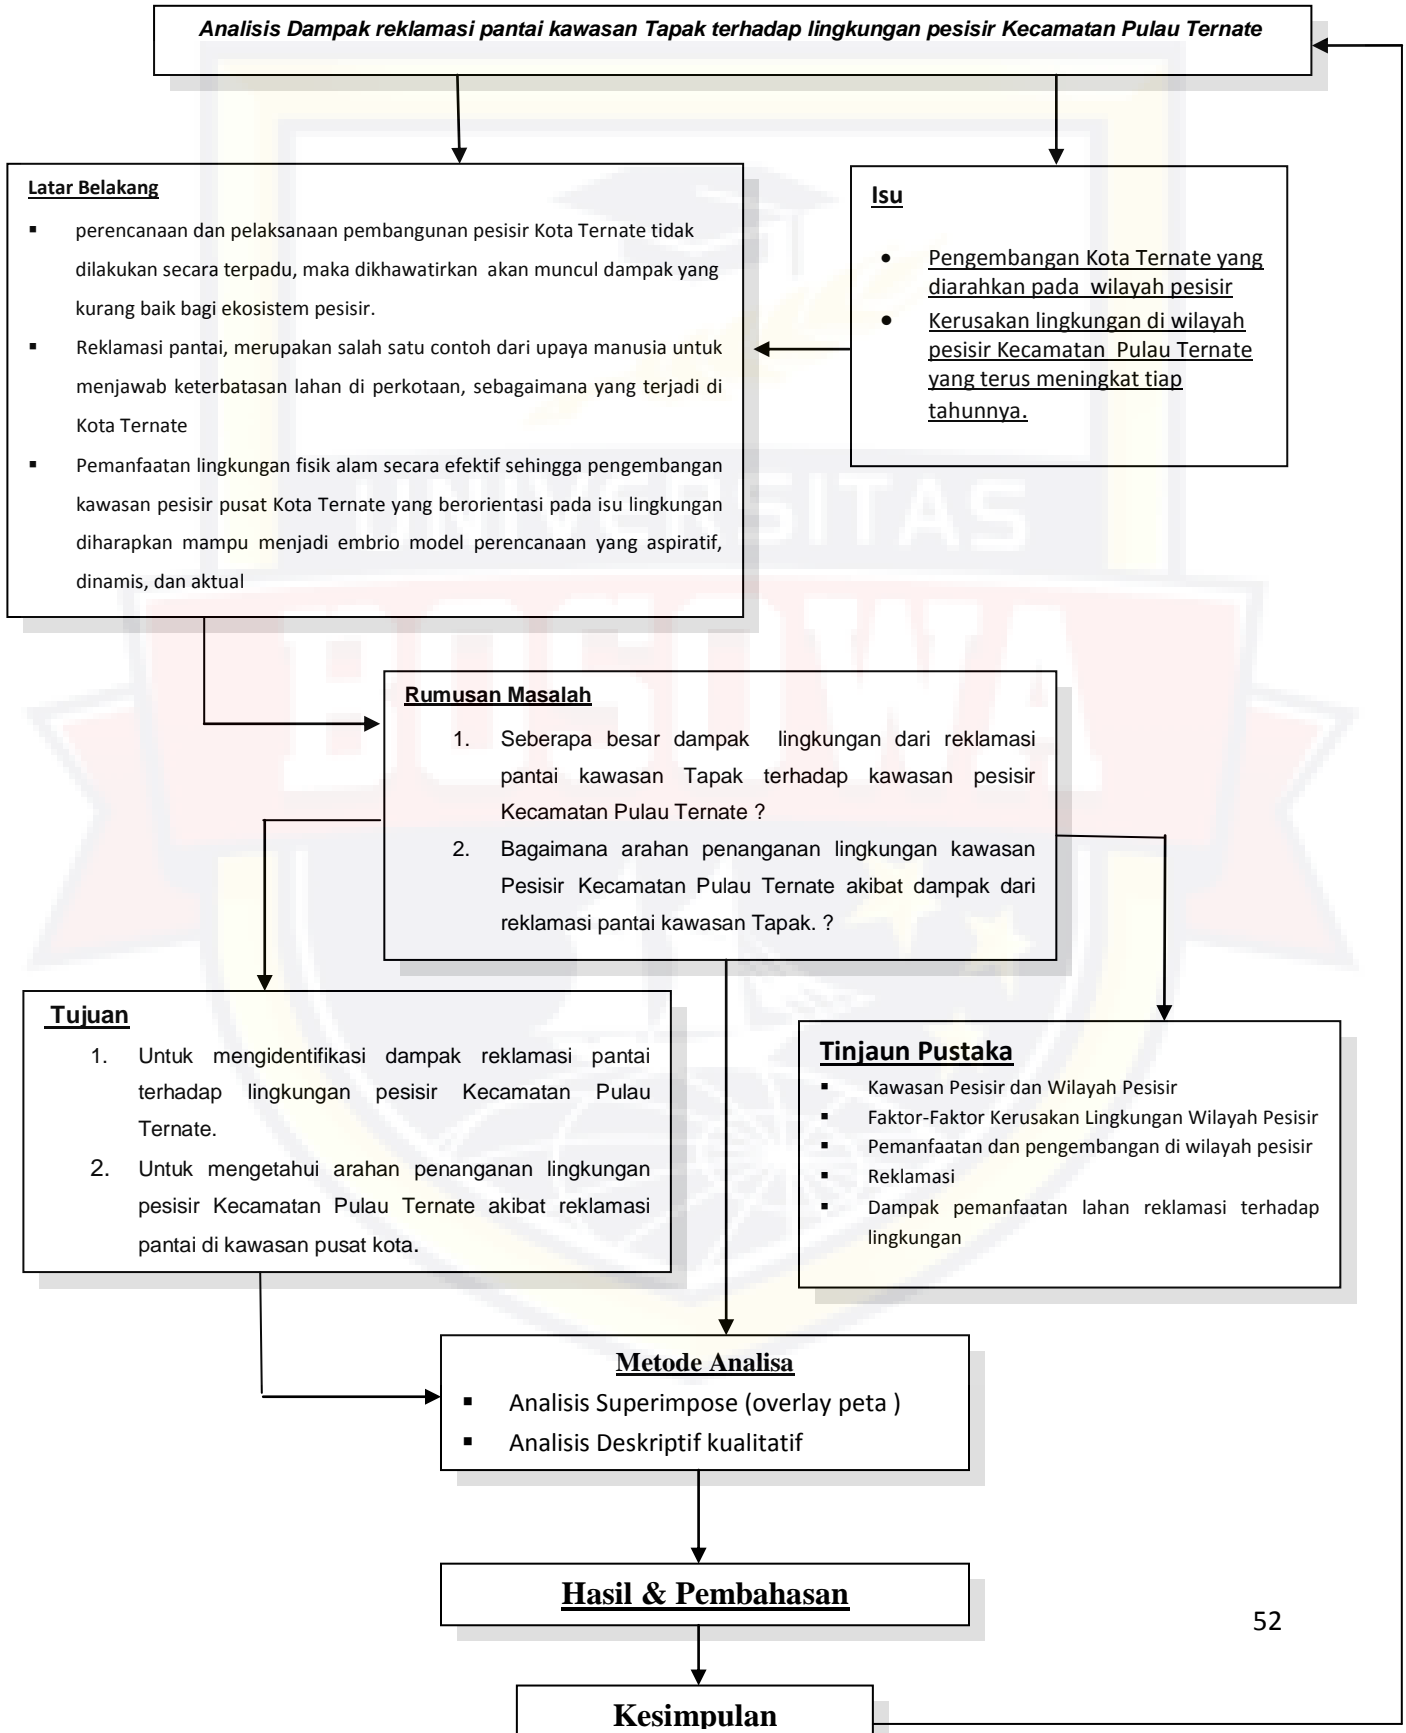 Analisis Dampak reklamasi pantai kawasan Tapak terhadap lingkungan pesisir Kecamatan Pulau Ternate
Latar Belakang
▪ perencanaan dan pelaksanaan pembangunan pesisir Kota Ternate tidak
dilakukan secara terpadu, maka dikhawatirkan akan muncul dampak yang
kurang baik bagi ekosistem pesisir.
▪ Reklamasi pantai, merupakan salah satu contoh dari upaya manusia untuk
menjawab keterbatasan lahan di perkotaan, sebagaimana yang terjadi di
Kota Ternate
▪ Pemanfaatan lingkungan fisik alam secara efektif sehingga pengembangan
kawasan pesisir pusat Kota Ternate yang berorientasi pada isu lingkungan
diharapkan mampu menjadi embrio model perencanaan yang aspiratif,
dinamis, dan aktual
Isu
• Pengembangan Kota Ternate yang
diarahkan pada wilayah pesisir
• Kerusakan lingkungan di wilayah
pesisir Kecamatan Pulau Ternate
yang terus meningkat tiap
tahunnya.
UNIVERSITAS
BOSOWA
Rumusan Masalah
1. Seberapa besar dampak lingkungan dari reklamasi
pantai kawasan Tapak terhadap kawasan pesisir
Kecamatan Pulau Ternate ?
2. Bagaimana arahan penanganan lingkungan kawasan
Pesisir Kecamatan Pulau Ternate akibat dampak dari
reklamasi pantai kawasan Tapak. ?
Tujuan
1. Untuk mengidentifikasi dampak reklamasi pantai
terhadap lingkungan pesisir Kecamatan Pulau
Ternate.
2. Untuk mengetahui arahan penanganan lingkungan
pesisir Kecamatan Pulau Ternate akibat reklamasi
pantai di kawasan pusat kota.
Tinjaun Pustaka
▪ Kawasan Pesisir dan Wilayah Pesisir
▪ Faktor-Faktor Kerusakan Lingkungan Wilayah Pesisir
▪ Pemanfaatan dan pengembangan di wilayah pesisir
▪ Reklamasi
▪ Dampak pemanfaatan lahan reklamasi terhadap
lingkungan
Metode Analisa
▪ Analisis Superimpose (overlay peta )
▪ Analisis Deskriptif kualitatif
Hasil & Pembahasan
52
Kesimpulan